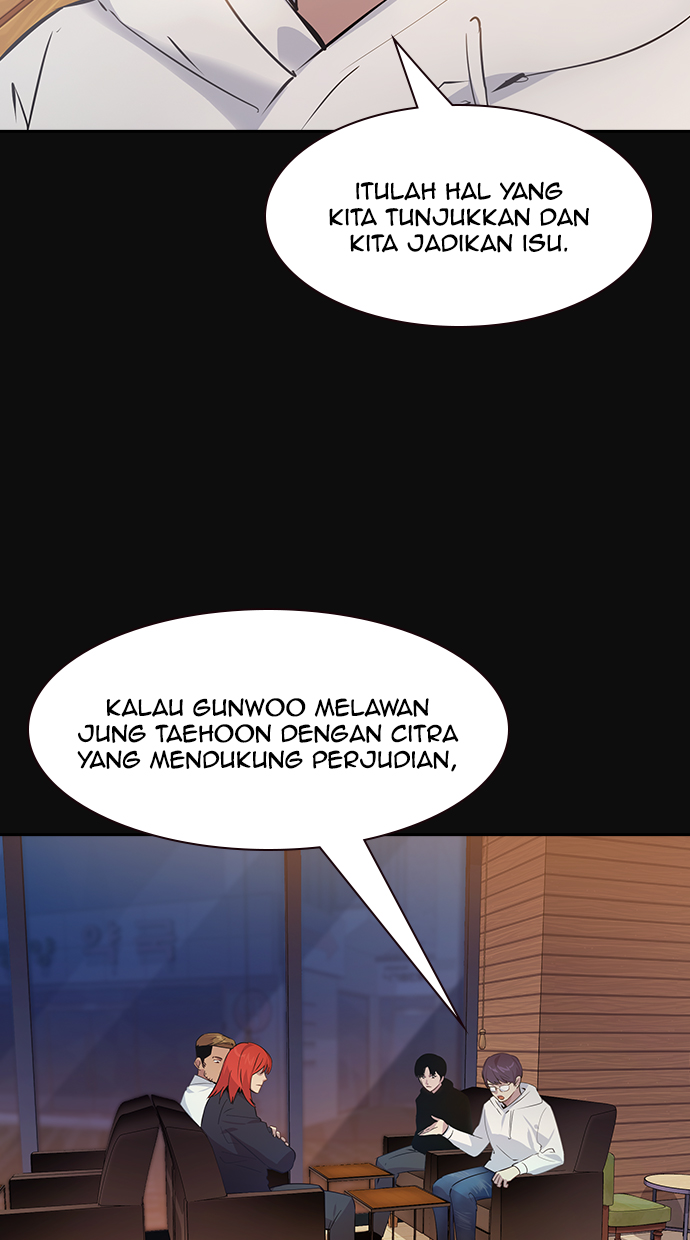 ITULAH HAL YANG
KITA TUNJUKKAN DAN
KITA JADIKAN ISU.
KALAU GUNWOO MELAWAN
JUNG TAEHOON DENGAN CITRA
YANG MENDUKUNG PERJUDIAN,